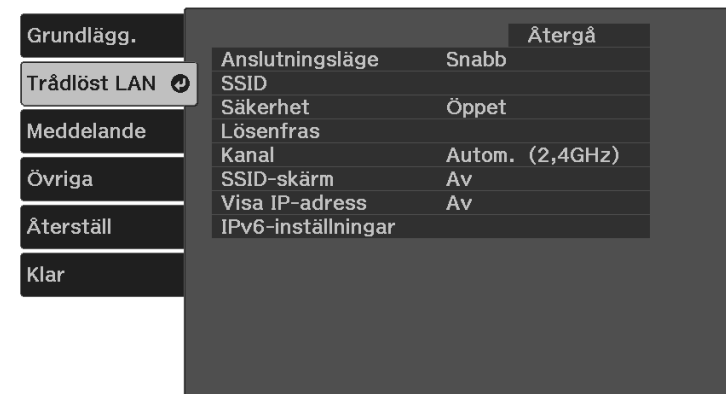 Grundlägg.
Trådlöst LAN
Meddelande
Övriga
Återställ
Klar
Återgå
Anslutningsläge Snabb
SSID
Säkerhet Öppet
Lösenfras
Kanal Autom. (2,4GHz)
SSID-skärm Av
Visa IP-adress Av
IPv6-inställningar